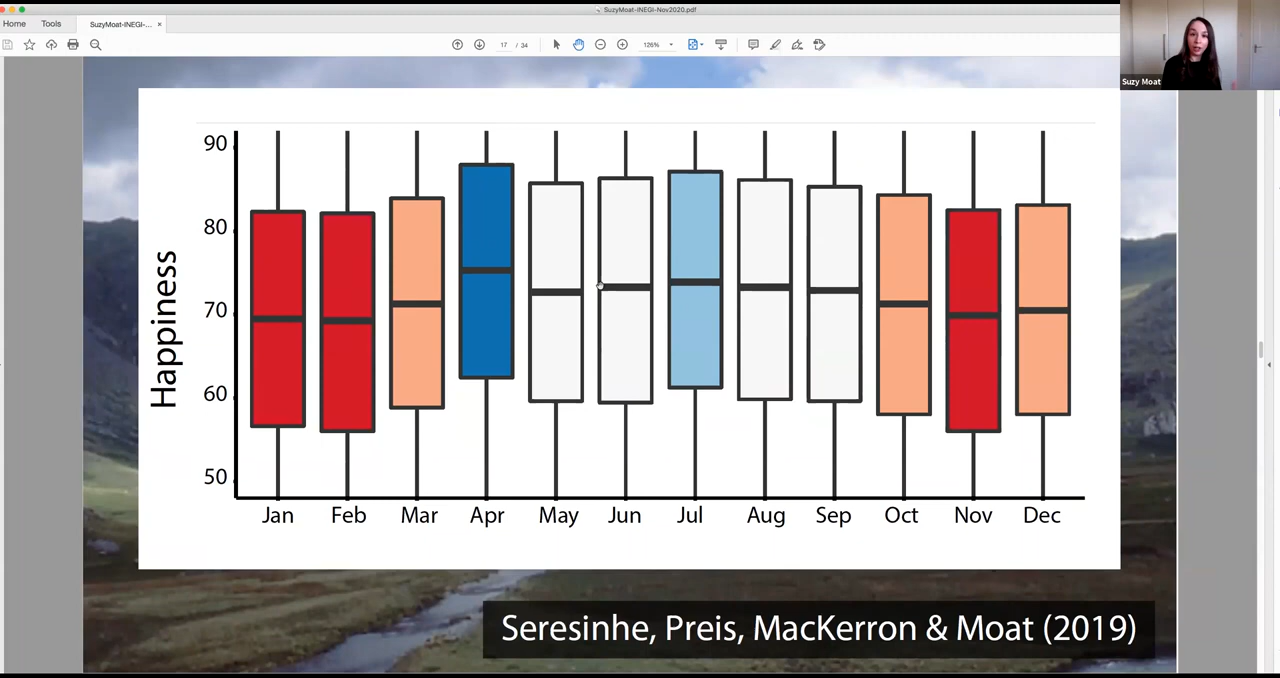 SuzyMoat-INEGI-Nov2020.pdf
Home Tools SuzyMoat-INEGI-... ×
17 / 34 126%
Suzy Moat
90
80
70
60
50
Happiness
Jan Feb Mar Apr May Jun Jul Aug Sep Oct Nov Dec
Seresinhe, Preis, MacKerron & Moat (2019)